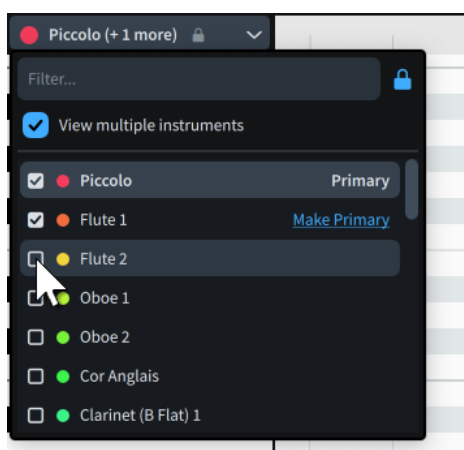 Piccolo (+ 1 more)
Filter...
View multiple instruments
Piccolo Primary
Flute 1 Make Primary
Flute 2
Oboe 1
Oboe 2
Cor Anglais
Clarinet (B Flat) 1